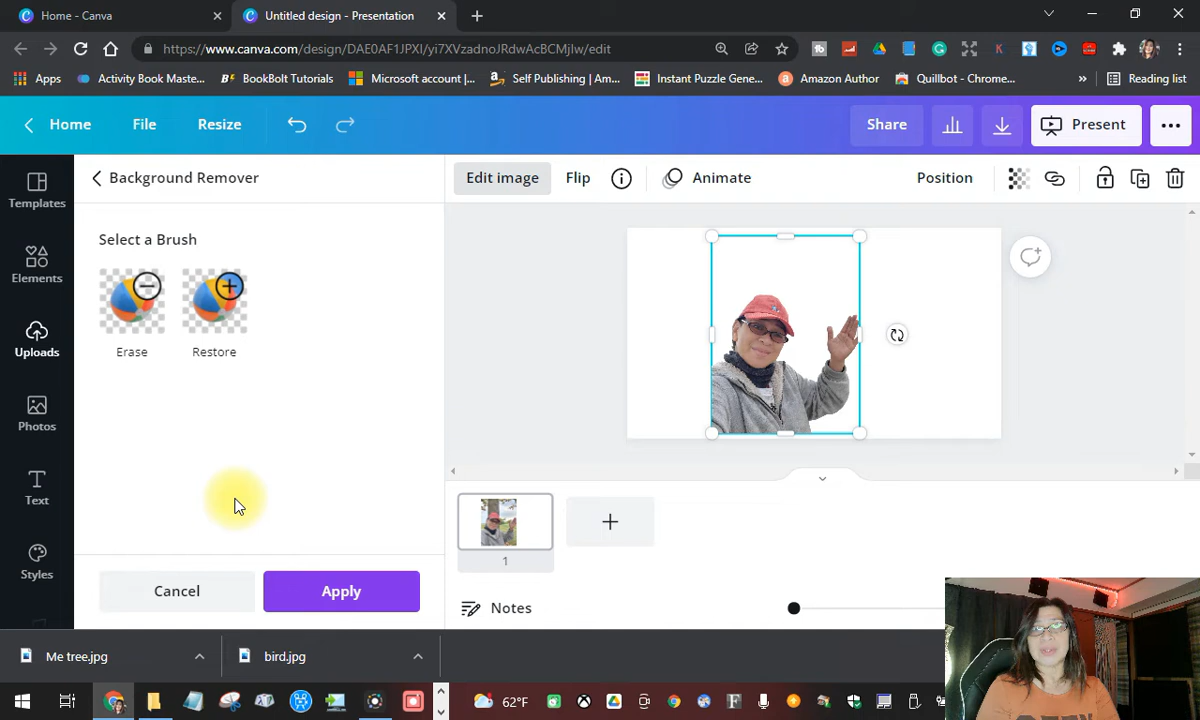 Home - Canva
Untitled design - Presentation
https://www.canva.com/design/DAE0AF1JPXI/yi7XVzadnoJRdwAcBCMjIw/edit
Apps
Activity Book Maste...
BookBolt Tutorials
Microsoft account |...
Self Publishing | Am...
Instant Puzzle Gene...
Amazon Author
Quillbot - Chrome...
Reading list
Home
File
Resize
Share
Present
Templates
Elements
Uploads
Photos
Text
Styles
Background Remover
Select a Brush
Erase
Restore
Cancel
Apply
Edit image
Flip
Animate
Position
1
Notes
Me tree.jpg
bird.jpg
62°F